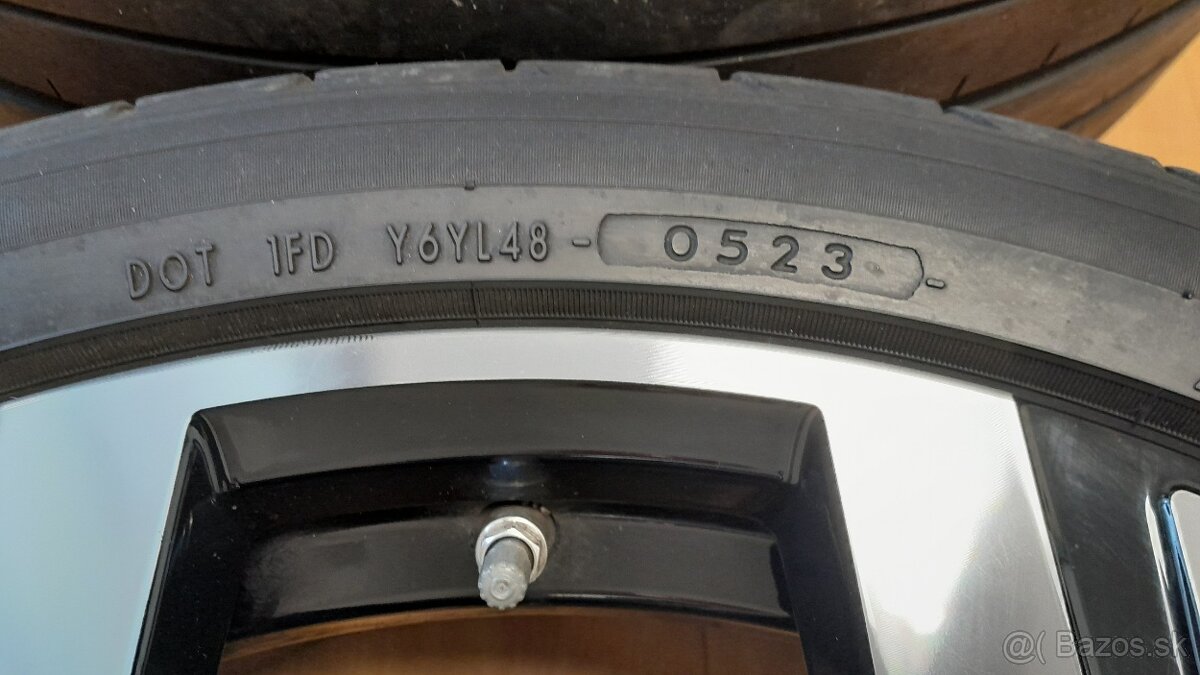 DOT 1FD Y6YL48 - 0523 -
@( Bazos.sk